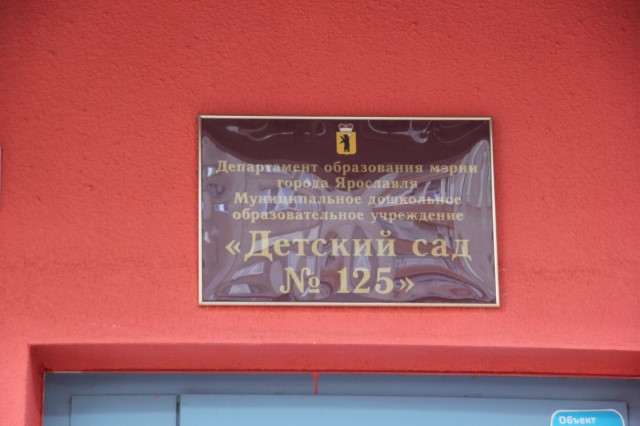 Департамент образования мэрии
города Ярославля
Муниципальное дошкольное
образовательное учреждение
«Детский сад
№ 125»
Объект